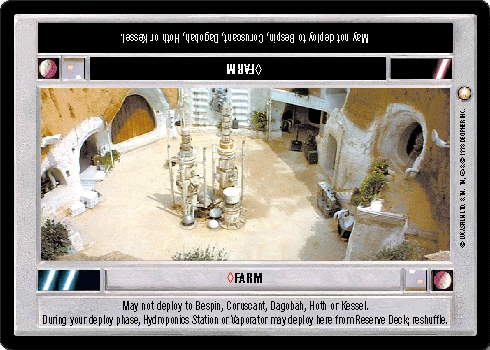 May not deploy to Bespin, Coruscant, Dagobah, Hoth or Kessel.
◊FARM
◊FARM
May not deploy to Bespin, Coruscant, Dagobah, Hoth or Kessel.
During your deploy phase, Hydroponics Station or Vaporator may deploy here from Reserve Deck; reshuffle.